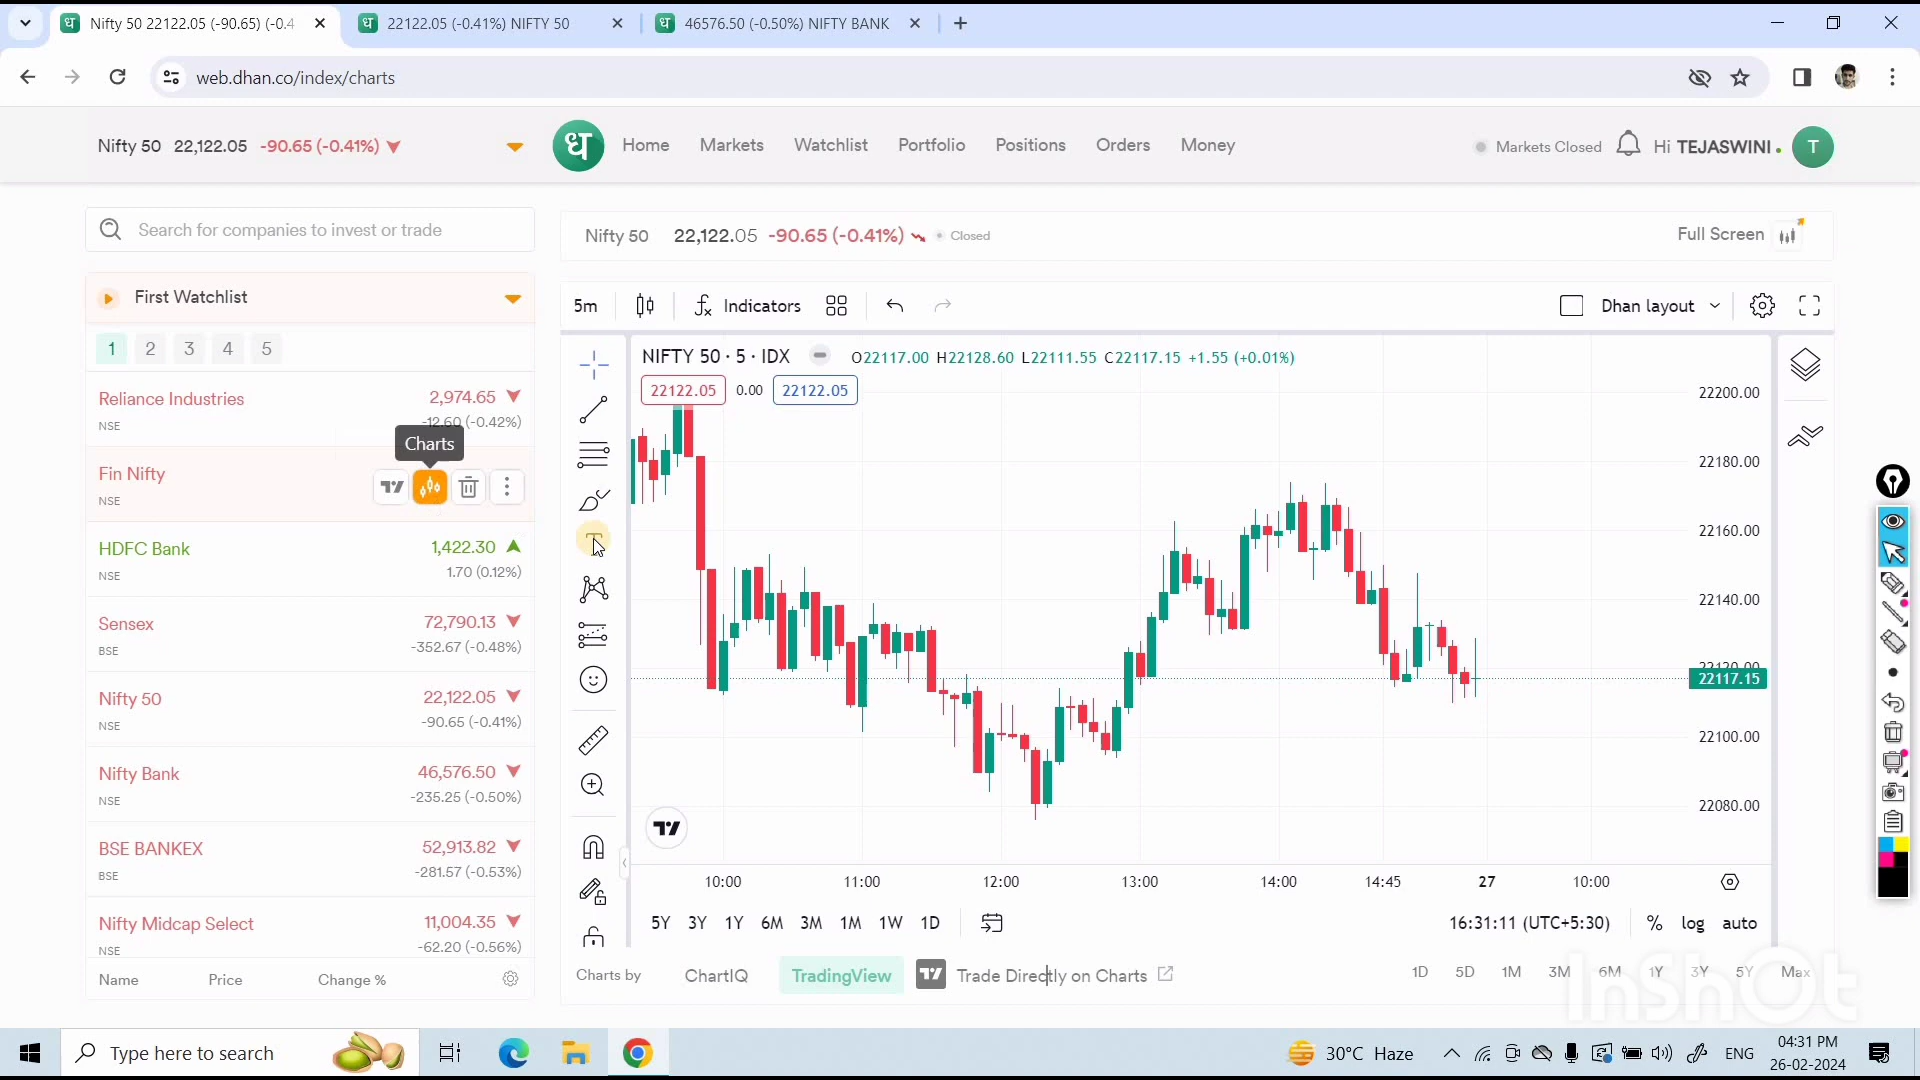 Nifty 50 22122.05 (-90.65) (-0.4
22122.05 (-0.41%) NIFTY 50
46576.50 (-0.50%) NIFTY BANK
web.dhan.co/index/charts
Nifty 50 22,122.05 -90.65 (-0.41%)
ध
Home Markets Watchlist Portfolio Positions Orders Money
Markets Closed
Hi TEJASWINI
T
Search for companies to invest or trade
First Watchlist
1 2 3 4 5
Reliance Industries 2,974.65
NSE -12.60 (-0.42%)
Charts
Fin Nifty
NSE
HDFC Bank 1,422.30
NSE 1.70 (0.12%)
Sensex 72,790.13
BSE -352.67 (-0.48%)
Nifty 50 22,122.05
NSE -90.65 (-0.41%)
Nifty Bank 46,576.50
NSE -235.25 (-0.50%)
BSE BANKEX 52,913.82
BSE -281.57 (-0.53%)
Nifty Midcap Select 11,004.35
NSE -62.20 (-0.56%)
Name Price Change %
Nifty 50 22,122.05 -90.65 (-0.41%) Closed
Full Screen
5m Indicators
Dhan layout
NIFTY 50 · 5 · IDX O22117.00 H22128.60 L22111.55 C22117.15 +1.55 (+0.01%)
22122.05 0.00 22122.05
22200.00
22180.00
22160.00
22140.00
22120.00
22117.15
22100.00
22080.00
10:00 11:00 12:00 13:00 14:00 14:45 27 10:00
5Y 3Y 1Y 6M 3M 1M 1W 1D
16:31:11 (UTC+5:30) % log auto
Charts by ChartIQ TradingView Trade Directly on Charts
1D 5D 1M 3M 6M 1Y 3Y 5Y Max
InShOt
Type here to search
30°C Haze
ENG
04:31 PM
26-02-2024